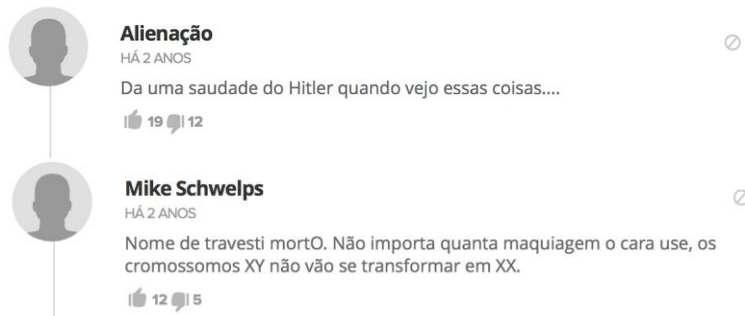 Alienação
HÁ 2 ANOS
Da uma saudade do Hitler quando vejo essas coisas....
19 12
Mike Schwelps
HÁ 2 ANOS
Nome de travesti mortO. Não importa quanta maquiagem o cara use, os
cromossomos XY não vão se transformar em XX.
12 5